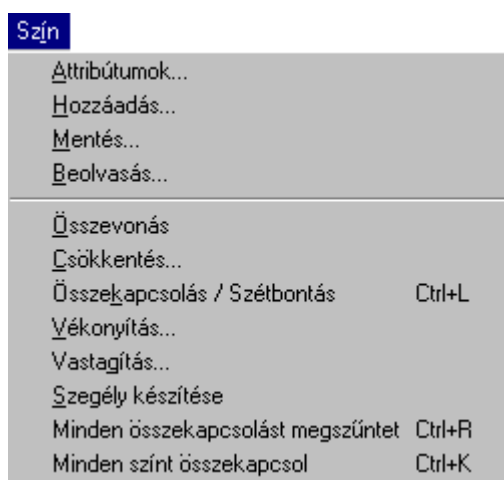 Szín
Attribútumok...
Hozzáadás...
Mentés...
Beolvasás...
Összevonás
Csökkentés...
Összekapcsolás / Szétbontás Ctrl+L
Vékonyítás...
Vastagítás...
Szegély készítése
Minden összekapcsolást megszűntet Ctrl+R
Minden színt összekapcsol Ctrl+K